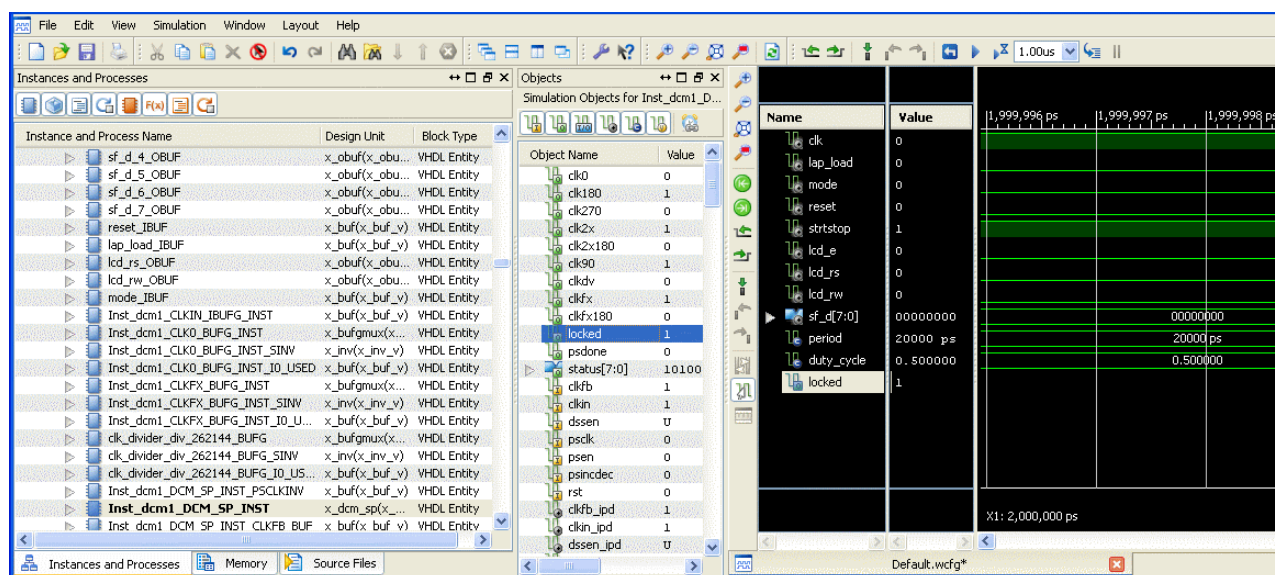 File Edit View Simulation Window Layout Help
1.00us
Instances and Processes
F(x)
Instance and Process Name Design Unit Block Type
sf_d_4_OBUF x_obuf(x_obu... VHDL Entity
sf_d_5_OBUF x_obuf(x_obu... VHDL Entity
sf_d_6_OBUF x_obuf(x_obu... VHDL Entity
sf_d_7_OBUF x_obuf(x_obu... VHDL Entity
reset_IBUF x_buf(x_buf_v) VHDL Entity
lap_load_IBUF x_buf(x_buf_v) VHDL Entity
lcd_rs_OBUF x_obuf(x_obu... VHDL Entity
lcd_rw_OBUF x_obuf(x_obu... VHDL Entity
mode_IBUF x_buf(x_buf_v) VHDL Entity
Inst_dcm1_CLKIN_IBUFG_INST x_buf(x_buf_v) VHDL Entity
Inst_dcm1_CLK0_BUFG_INST x_bufgmux(x... VHDL Entity
Inst_dcm1_CLK0_BUFG_INST_SINV x_inv(x_inv_v) VHDL Entity
Inst_dcm1_CLK0_BUFG_INST_I0_USED x_buf(x_buf_v) VHDL Entity
Inst_dcm1_CLKFX_BUFG_INST x_bufgmux(x... VHDL Entity
Inst_dcm1_CLKFX_BUFG_INST_SINV x_inv(x_inv_v) VHDL Entity
Inst_dcm1_CLKFX_BUFG_INST_I0_U... x_buf(x_buf_v) VHDL Entity
clk_divider_div_262144_BUFG x_bufgmux(x... VHDL Entity
clk_divider_div_262144_BUFG_SINV x_inv(x_inv_v) VHDL Entity
clk_divider_div_262144_BUFG_I0_US... x_buf(x_buf_v) VHDL Entity
Inst_dcm1_DCM_SP_INST_PSCLKINV x_buf(x_buf_v) VHDL Entity
Inst_dcm1_DCM_SP_INST x_dcm_sp(x_... VHDL Entity
Inst_dcm1_DCM_SP_INST_CLKFB_BUF x_buf(x_buf_v) VHDL Entity
Instances and Processes Memory Source Files
Objects
Simulation Objects for Inst_dcm1_D...
Object Name Value
clk0 0
clk180 1
clk270 0
clk2x 1
clk2x180 0
clk90 1
clkdv 0
clkfx 1
clkfx180 0
locked 1
psdone 0
status[7:0] 10100
clkfb 1
clkin 1
dssen U
psclk 0
psen 0
psincdec 0
rst 0
clkfb_ipd 1
clkin_ipd 1
dssen_ipd U
Name Value
clk 0
lap_load 0
mode 0
reset 0
strtstop 1
lcd_e 0
lcd_rs 0
lcd_rw 0
sf_d[7:0] 00000000
period 20000 ps
duty_cycle 0.500000
locked 1
1,999,996 ps 1,999,997 ps 1,999,998 ps
00000000
20000 ps
0.500000
X1: 2,000,000 ps
Default.wcfg*